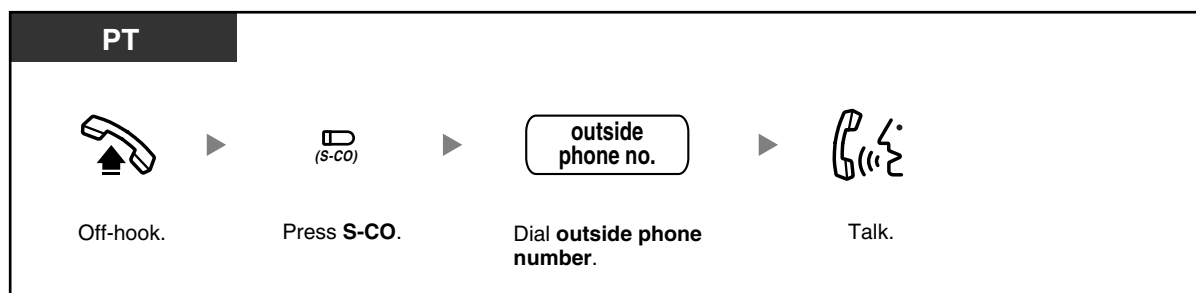 PT
(S-CO)
outside
phone no.
Off-hook.
Press S-CO.
Dial outside phone
number.
Talk.